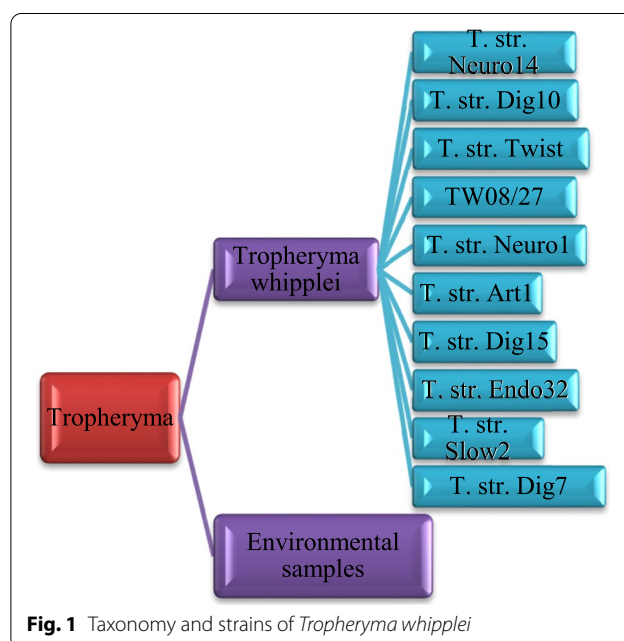 T. str.
Neuro14
T. str. Dig10
T. str. Twist
TW08/27
T. str. Neuro1
Tropheryma
whipplei
T. str. Art1
T. str. Dig15
T. str. Endo32
Tropheryma
T. str.
Slow2
T. str. Dig7
Environmental
samples
Fig. 1 Taxonomy and strains of Tropheryma whipplei